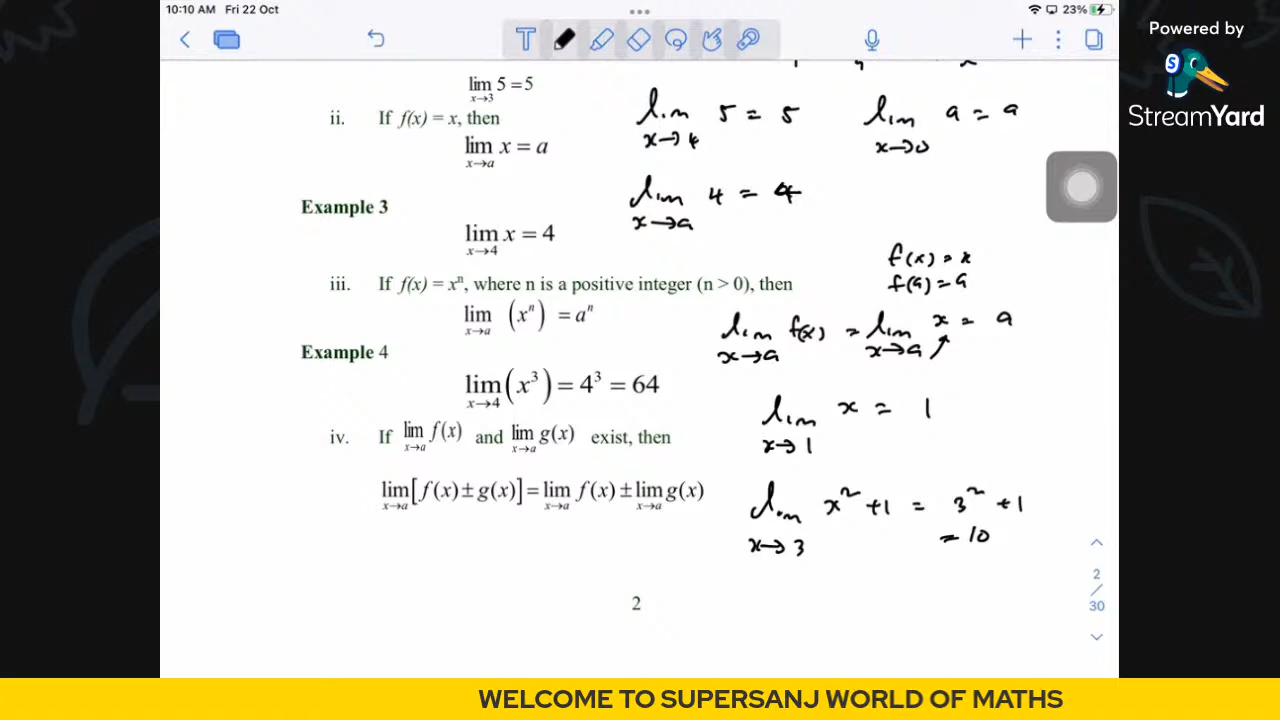 10:10 AM Fri 22 Oct
23%
Powered by
StreamYard
lim 5 = 5
x→3
ii. If f(x) = x, then
lim x = a
x→a
lim 5 = 5
x→4
lim a = a
x→0
lim 4 = 4
x→a
Example 3
lim x = 4
x→4
f(x) = x
f(a) = a
iii. If f(x) = xⁿ, where n is a positive integer (n > 0), then
lim (xⁿ) = aⁿ
x→a
lim f(x) = lim x = a
x→a x→a
Example 4
lim (x³) = 4³ = 64
x→4
lim x = 1
x→1
iv. If lim f(x) and lim g(x) exist, then
x→a x→a
lim[f(x) ± g(x)] = lim f(x) ± lim g(x)
x→a x→a x→a
lim x² + 1 = 3² + 1
x→3
= 10
2
/
30
2
WELCOME TO SUPERSANJ WORLD OF MATHS